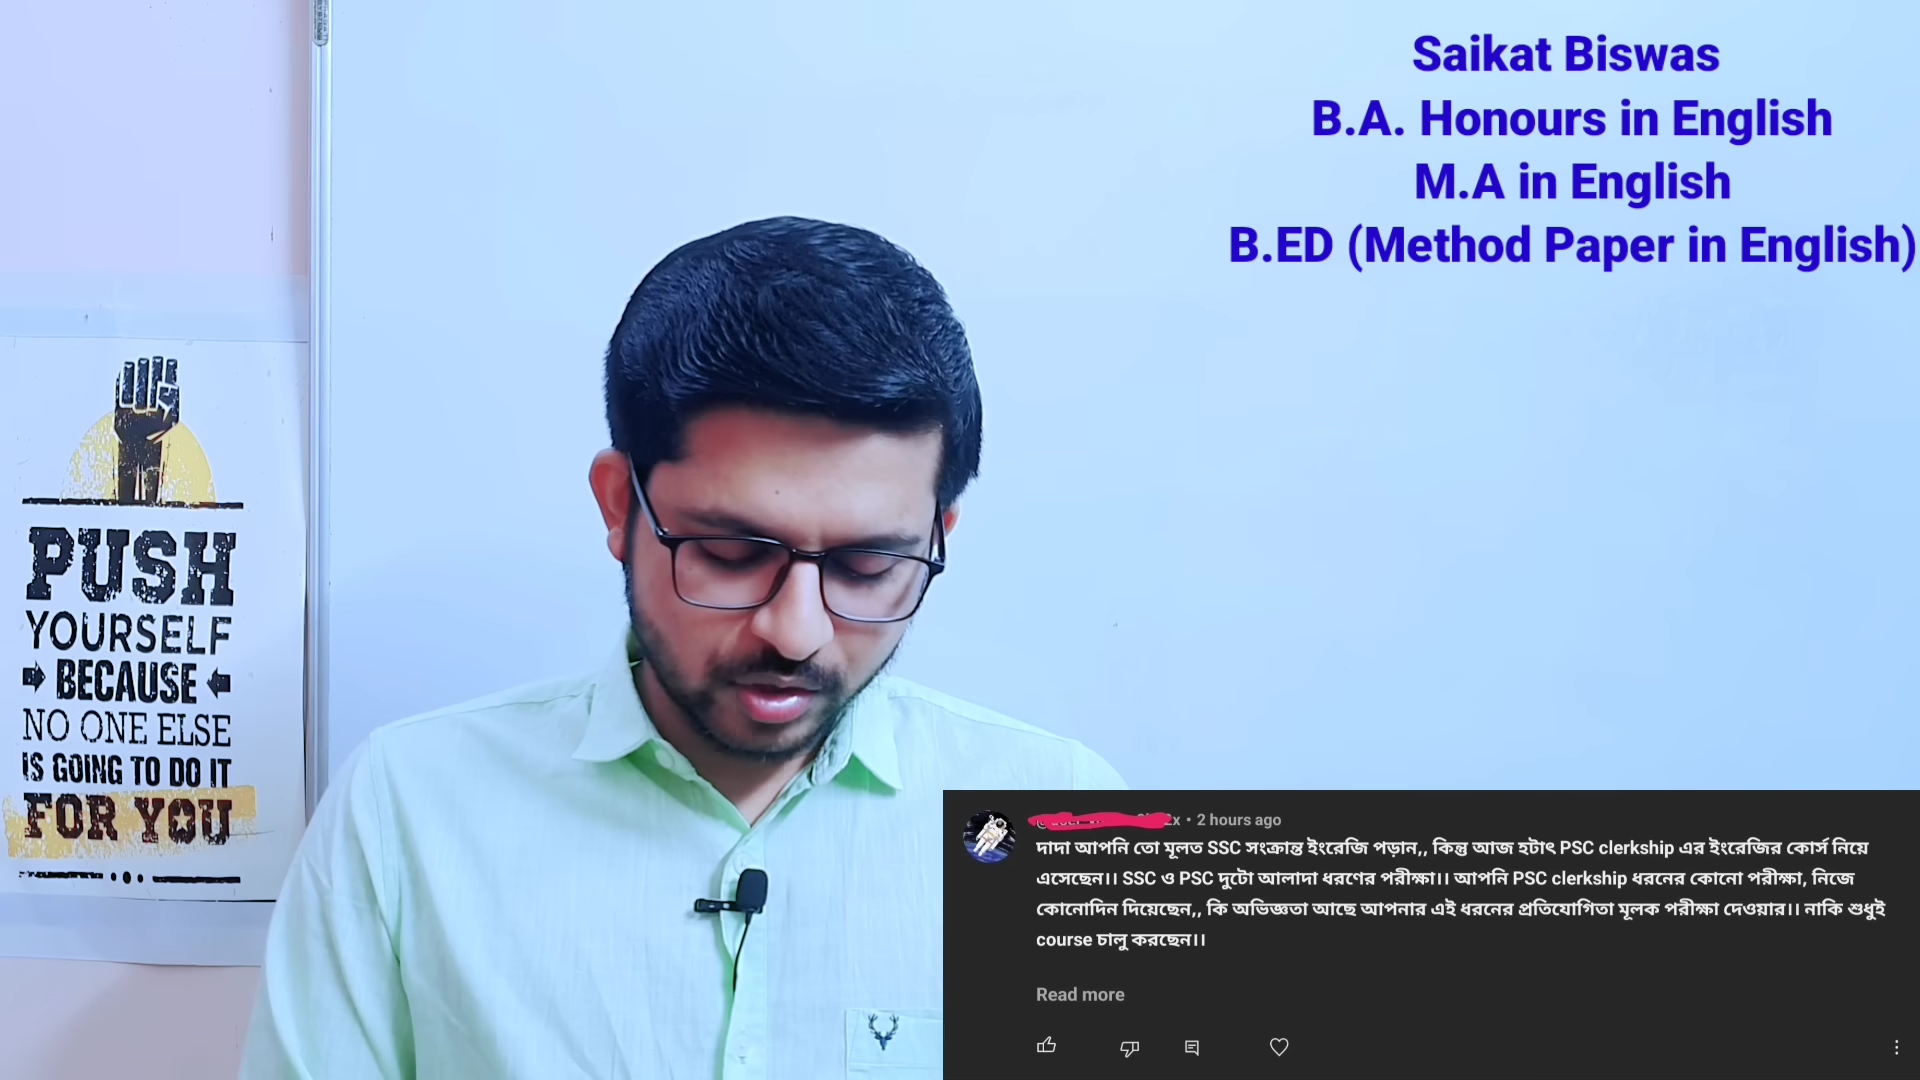 Saikat Biswas
B.A. Honours in English
M.A in English
B.ED (Method Paper in English)
PUSH
YOURSELF
BECAUSE
NO ONE ELSE
IS GOING TO DO IT
FOR YOU
2x • 2 hours ago
দাদা আপনি তো মূলত SSC সংক্রান্ত ইংরেজি পড়ান,, কিন্তু আজ হটাৎ PSC clerkship এর ইংরেজির কোর্স নিয়ে
এসেছেন।। SSC ও PSC দুটো আলাদা ধরণের পরীক্ষা।। আপনি PSC clerkship ধরনের কোনো পরীক্ষা, নিজে
কোনোদিন দিয়েছেন,, কি অভিজ্ঞতা আছে আপনার এই ধরনের প্রতিযোগিতা মূলক পরীক্ষা দেওয়ার।। নাকি শুধুই
course চালু করছেন।।
Read more